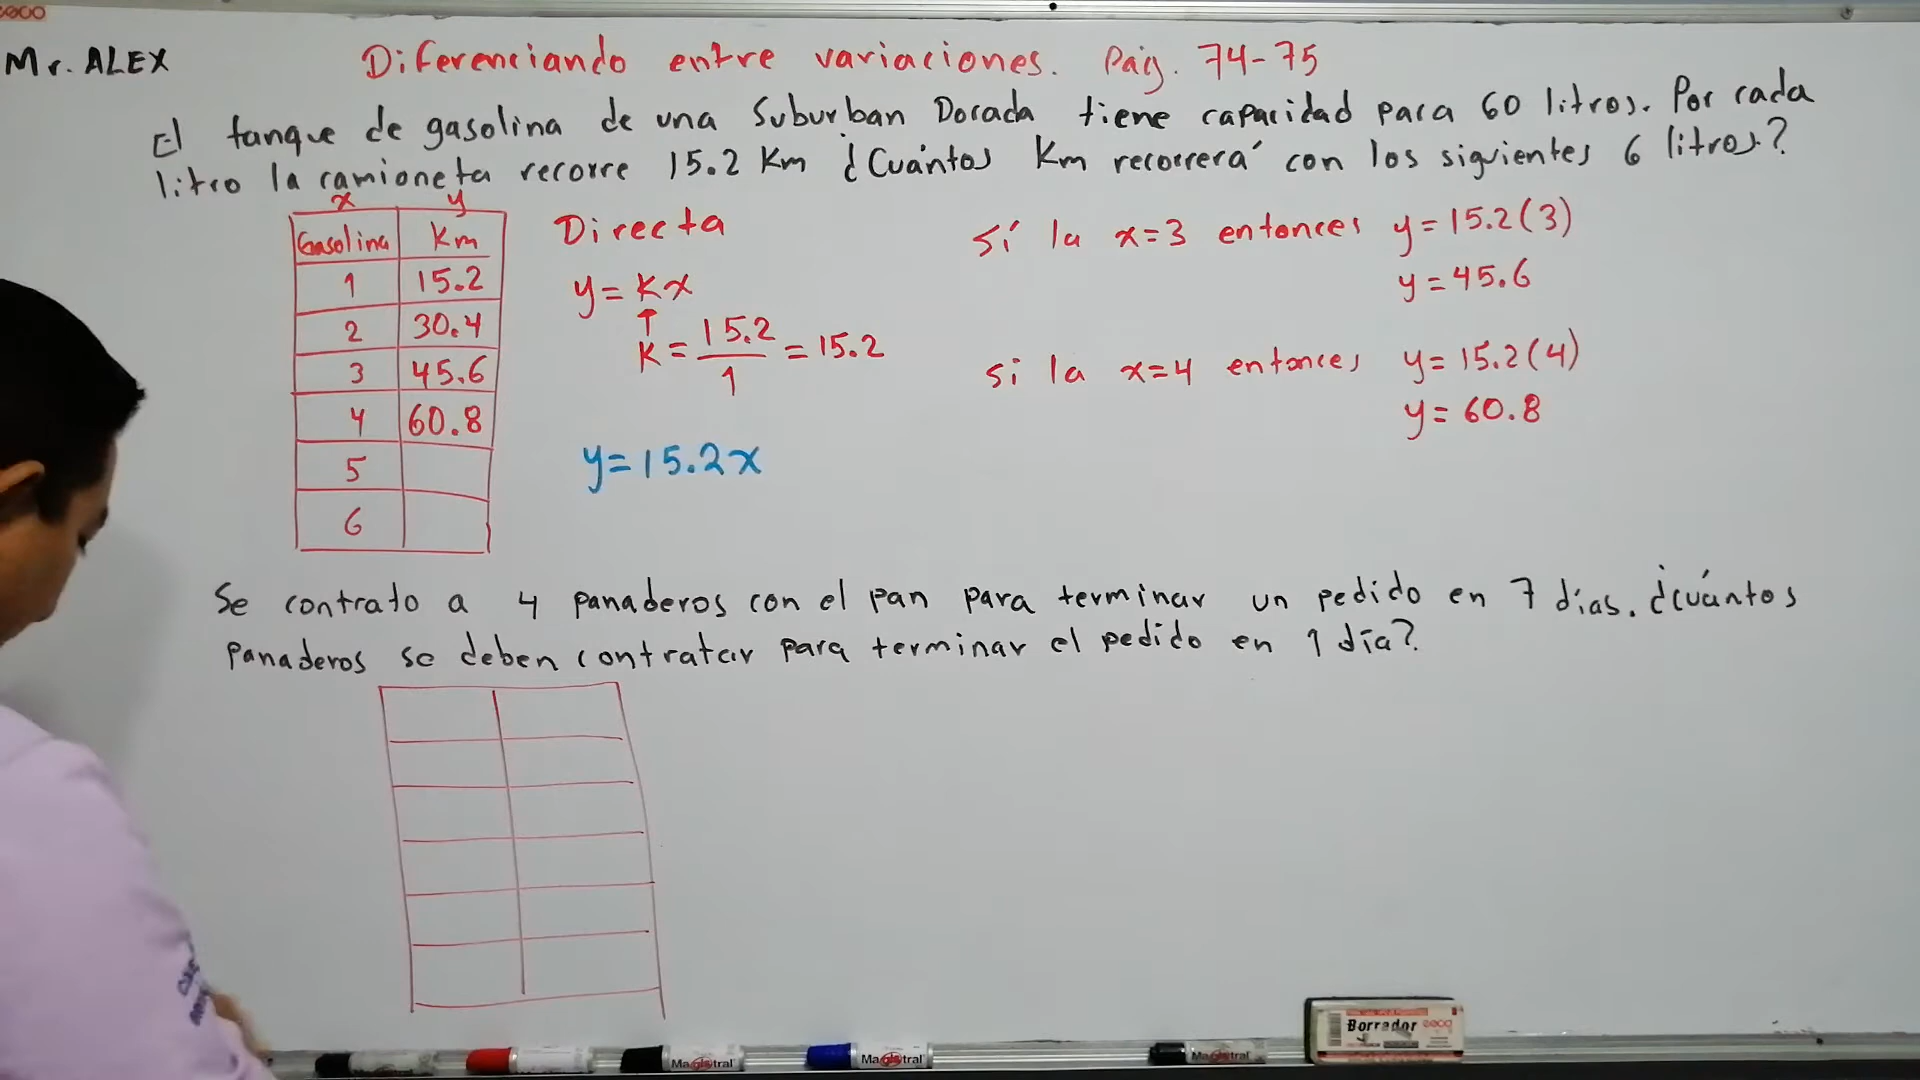 Mr. ALEX
Diferenciando entre variaciones. Pág. 74-75
El tanque de gasolina de una Suburban Dorada tiene capacidad para 60 litros. Por cada
litro la camioneta recorre 15.2 Km ¿Cuántos Km recorrerá con los siguientes 6 litros?
x y
Gasolina Km
1 15.2
2 30.4
3 45.6
4 60.8
5
6
Directa
y=Kx
↑
K = 15.2/1 = 15.2
y=15.2x
Sí la x=3 entonces y=15.2(3)
y=45.6
si la x=4 entonces y=15.2(4)
y=60.8
Se contrato a 4 panaderos con el pan para terminar un pedido en 7 días. ¿cuántos
Panaderos se deben contratar para terminar el pedido en 1 día?
Magistral
Magistral
Magistral
Borrador